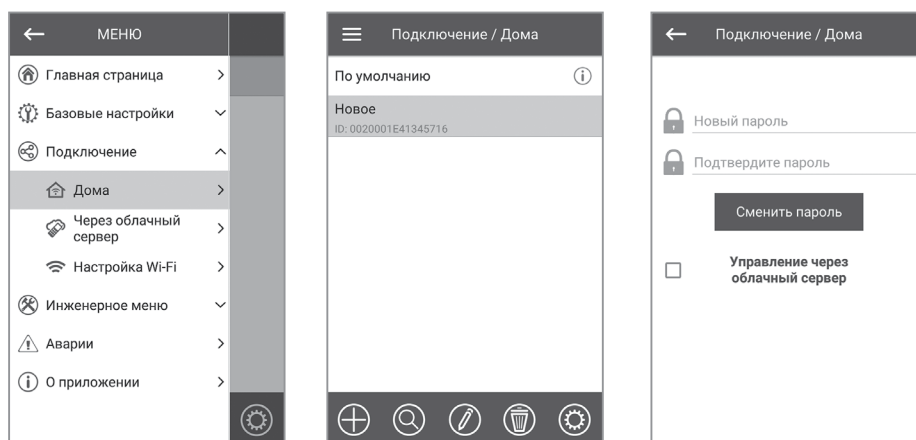 МЕНЮ
Главная страница
Базовые настройки
Подключение
Дома
Через облачный
сервер
Настройка Wi-Fi
Инженерное меню
Аварии
О приложении
Подключение / Дома
По умолчанию
Новое
ID: 0020001E41345716
Подключение / Дома
Новый пароль
Подтвердите пароль
Сменить пароль
Управление через
облачный сервер